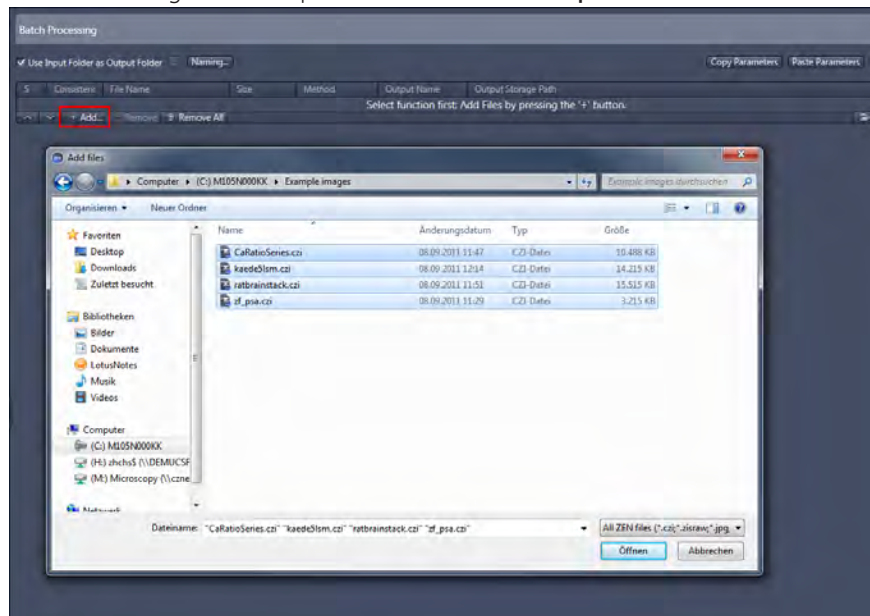 Batch Processing
Use Input Folder as Output Folder Naming...
Copy Parameters Paste Parameters
S Consistent File Name Size Method Output Name Output Storage Path
Select function first; Add Files by pressing the '+' button.
+ Add... Remove Remove All
Add files
Computer ▸ (C:) M105N000KK ▸ Example images
Example images durchsuchen
Organisieren Neuer Ordner
Name Änderungsdatum Typ Größe
Favoriten
Desktop
Downloads
Zuletzt besucht
Bibliotheken
Bilder
Dokumente
LotusNotes
Musik
Videos
Computer
(C:) M105N000KK
(H:) zhchs$ (\\DEMUCSF
(M:) Microscopy (\\czne
CaRatioSeries.czi 08.09.2011 11:47 CZI-Datei 10.488 KB
kaede5lsm.czi 08.09.2011 12:14 CZI-Datei 14.215 KB
ratbrainstack.czi 08.09.2011 11:51 CZI-Datei 15.515 KB
zf_psa.czi 08.09.2011 11:29 CZI-Datei 3.215 KB
Dateiname: "CaRatioSeries.czi" "kaede5lsm.czi" "ratbrainstack.czi" "zf_psa.czi"
All ZEN files (*.czi;*.zisraw;*.jpg,
Öffnen Abbrechen